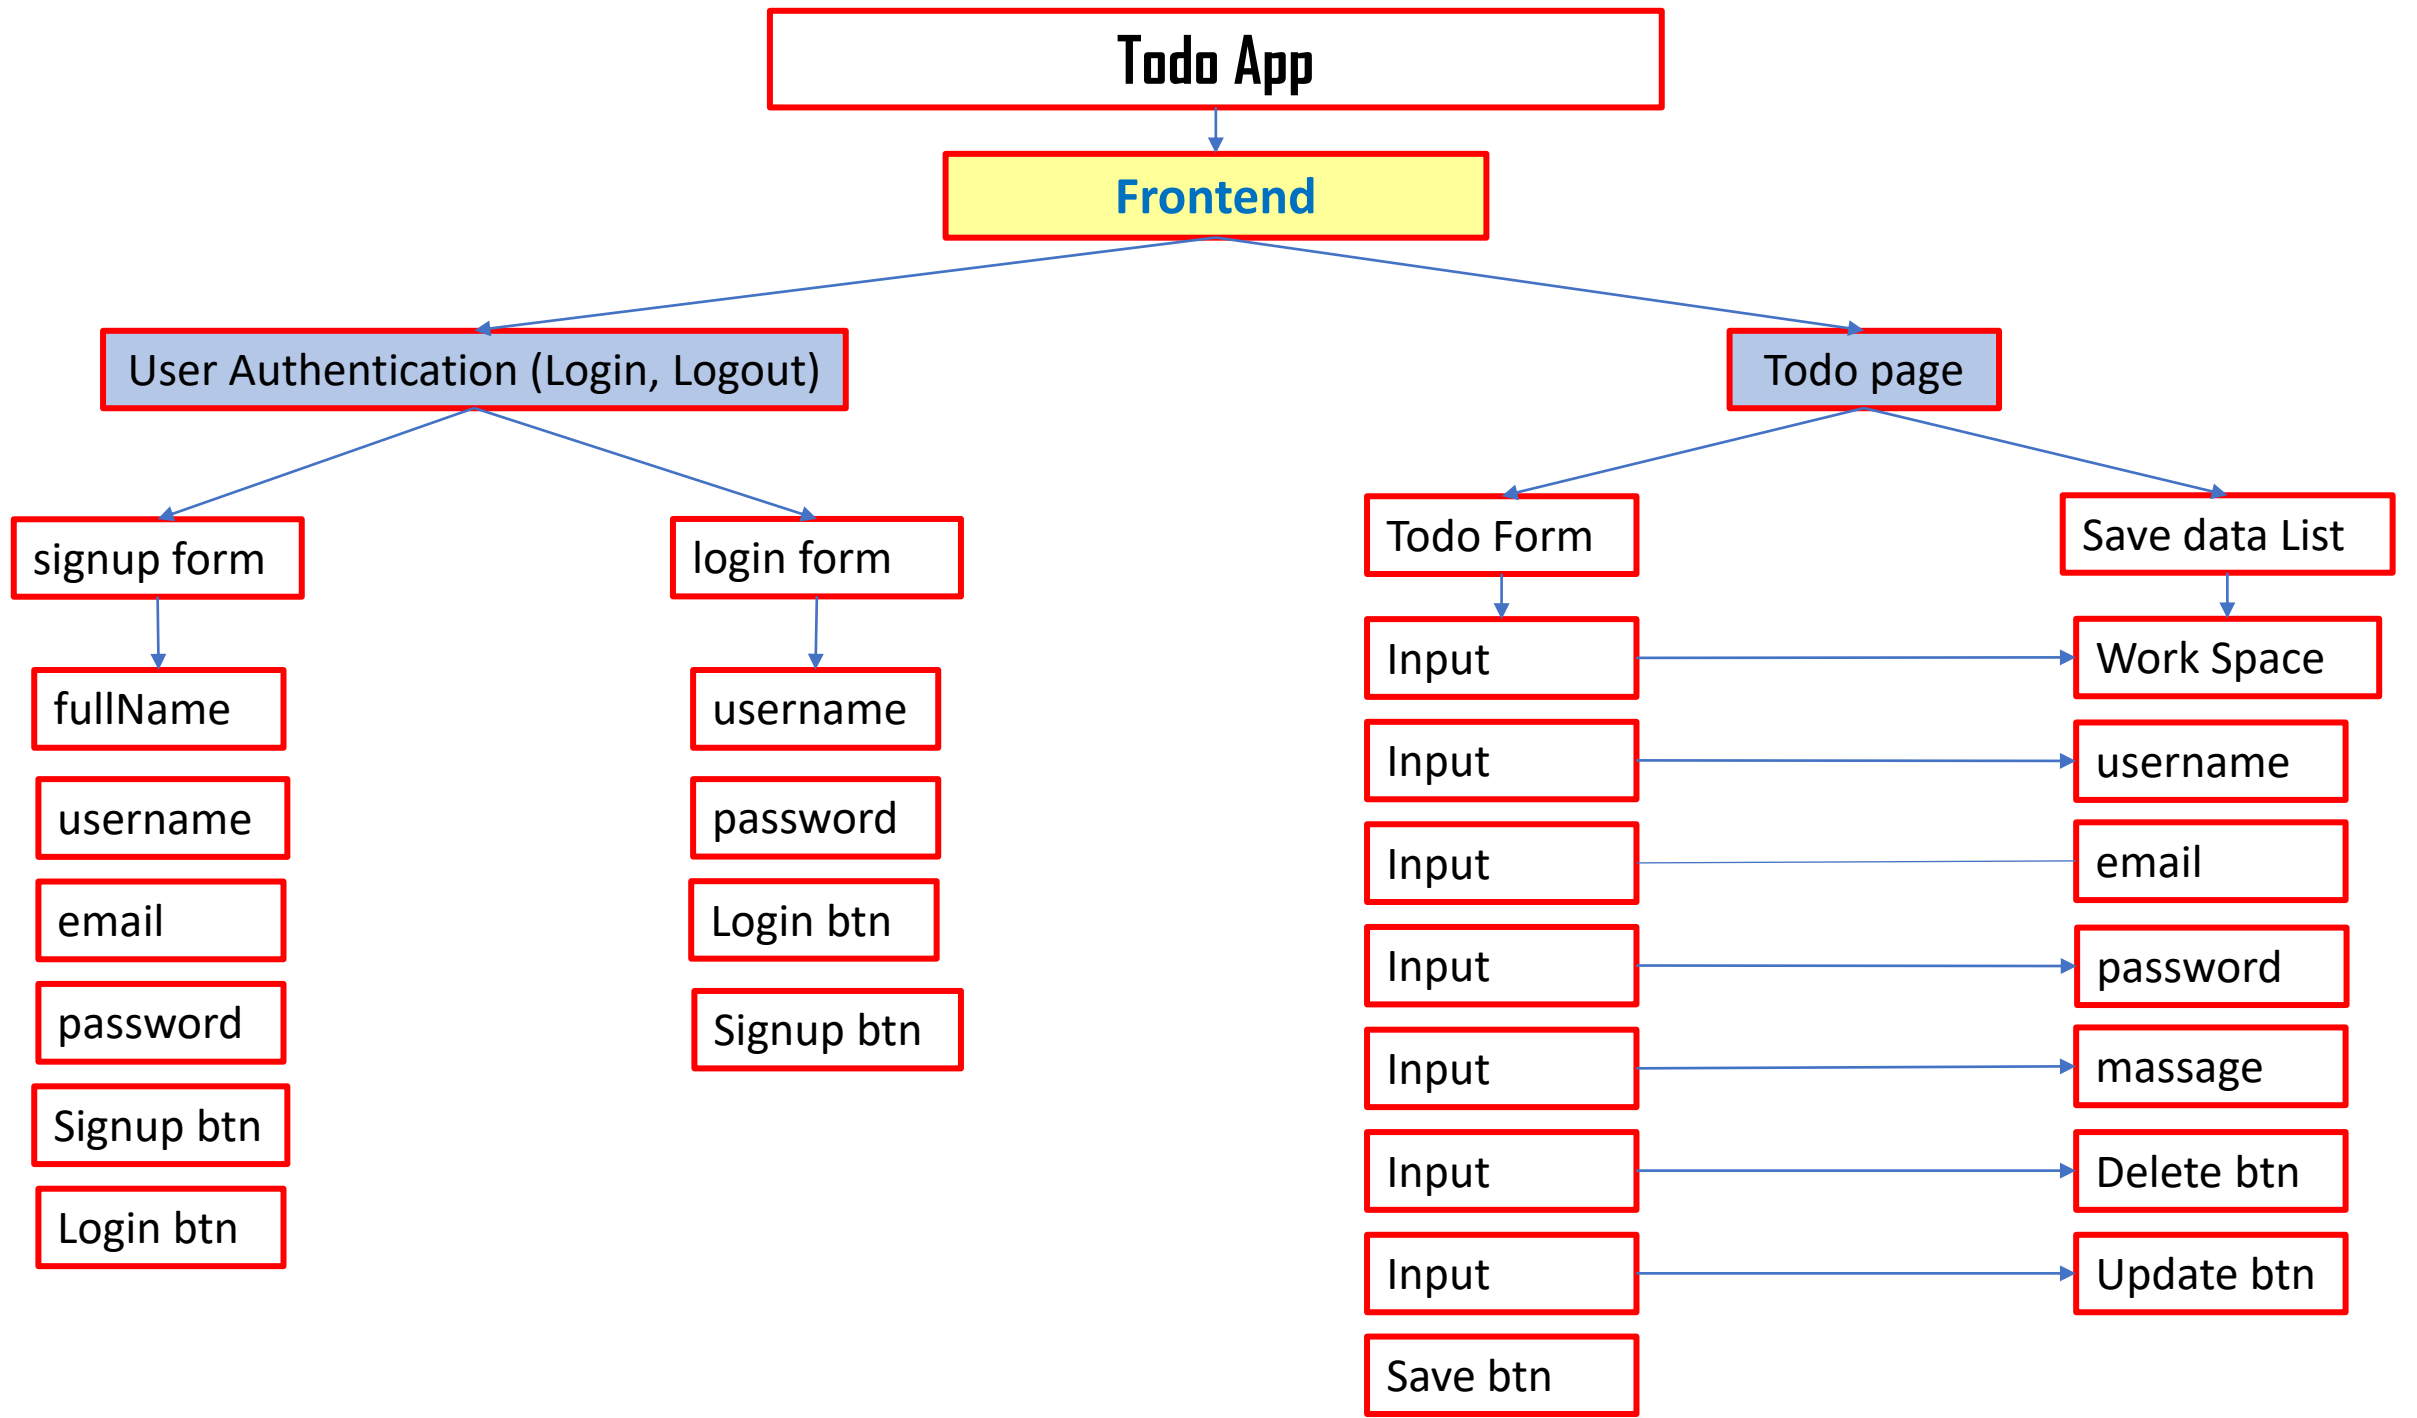 Todo App
Frontend
User Authentication (Login, Logout)
Todo page
signup form
fullName
username
email
password
Signup btn
Login btn
login form
username
password
Login btn
Signup btn
Todo Form
Input
Input
Input
Input
Input
Input
Input
Save btn
Save data List
Work Space
username
email
password
massage
Delete btn
Update btn